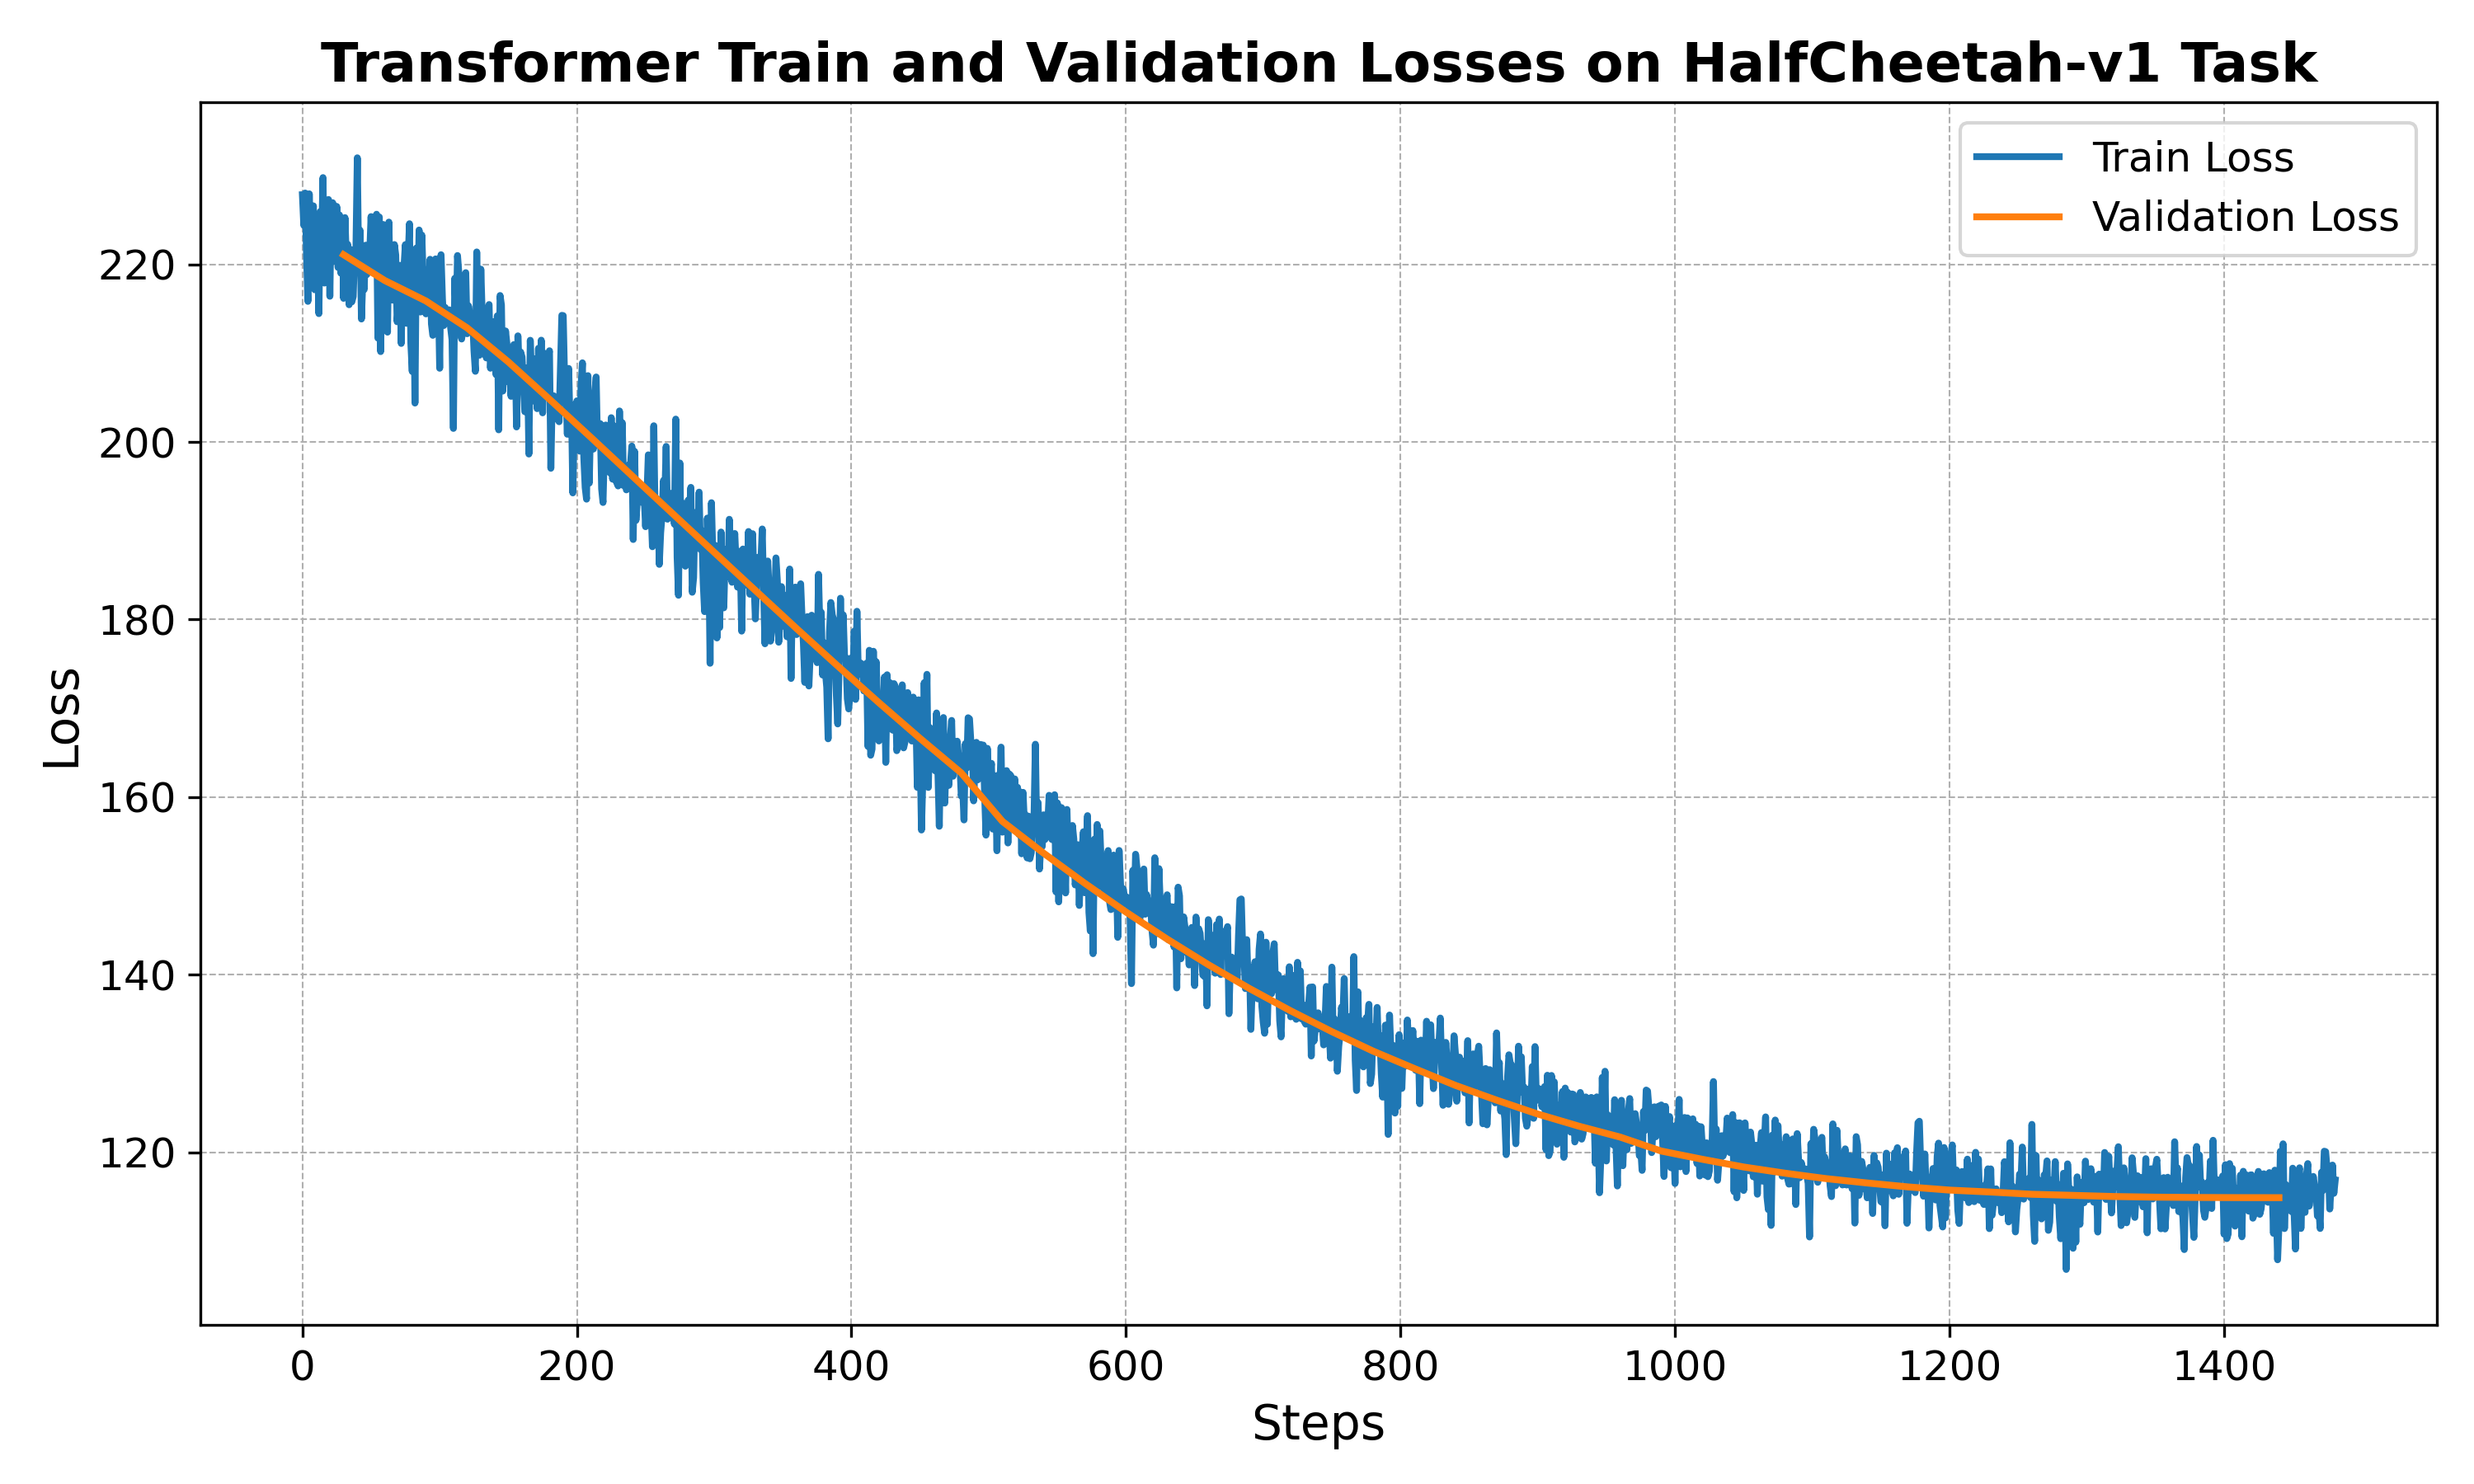 Transformer Train and Validation Losses on HalfCheetah-v1 Task
Train Loss
Validation Loss
Loss
220
200
180
160
140
120
0 200 400 600 800 1000 1200 1400
Steps